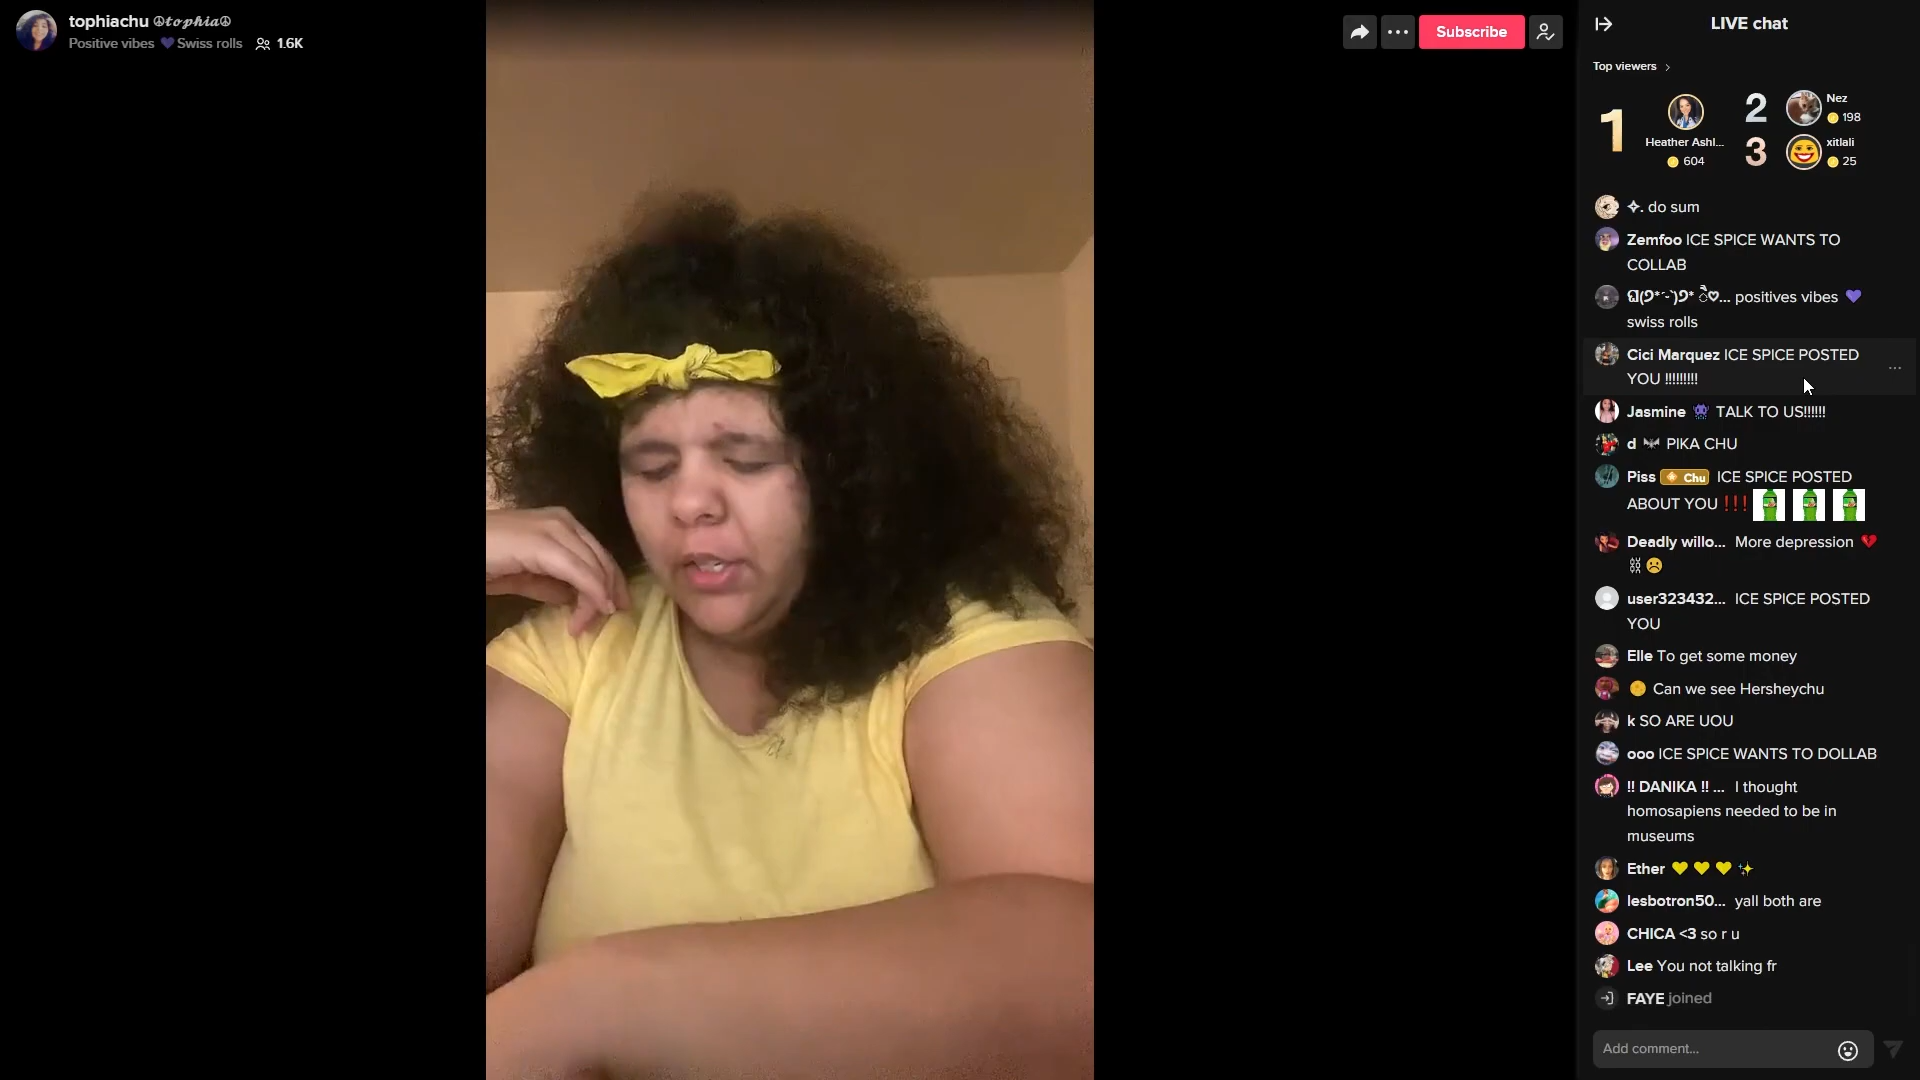 tophiachu ☮𝓽𝓸𝓹𝓱𝓲𝓪☮
Positive vibes 💜Swiss rolls 1.6K
Subscribe
LIVE chat
Top viewers
1
Heather Ashl...
604
2
Nez
198
3
xitlali
25
✧. do sum
Zemfoo ICE SPICE WANTS TO
COLLAB
positives vibes 💜
swiss rolls
Cici Marquez ICE SPICE POSTED
YOU !!!!!!!!!
Jasmine 👾 TALK TO US!!!!!!
d 🦇 PIKA CHU
Piss Chu ICE SPICE POSTED
ABOUT YOU❗❗❗
Deadly willo... More depression 💔
⛓️☹️
user323432... ICE SPICE POSTED
YOU
Elle To get some money
Can we see Hersheychu
k SO ARE UOU
ooo ICE SPICE WANTS TO DOLLAB
!! DANIKA !! ... I thought
homosapiens needed to be in
museums
Ether 💛💛💛✨
lesbotron50... yall both are
CHICA <3 so r u
Lee You not talking fr
FAYE joined
Add comment...